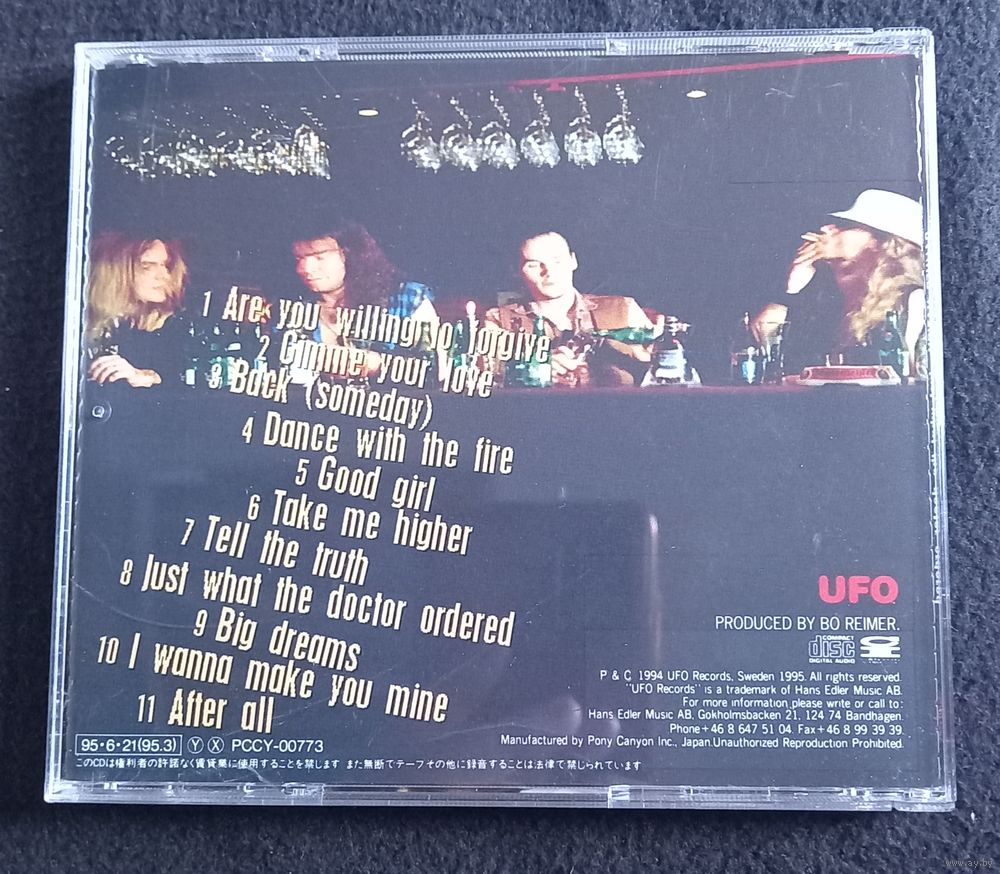 1 Are you willing to forgive
2 Gimme your love
3 Back (someday)
4 Dance with the fire
5 Good girl
6 Take me higher
7 Tell the truth
8 Just what the doctor ordered
9 Big dreams
10 I wanna make you mine
11 After all
UFO
PRODUCED BY BO REIMER.
COMPACT
disc
DIGITAL AUDIO
P & C 1994 UFO Records, Sweden 1995. All rights reserved.
"UFO Records" is a trademark of Hans Edler Music AB.
For more information please write or call to:
Hans Edler Music AB, Gokholmsbacken 21, 124 74 Bandhagen.
Phone+46 8 647 51 04. Fax+46 8 99 39 39.
Manufactured by Pony Canyon Inc., Japan. Unauthorized Reproduction Prohibited.
95・6・21(95.3) Ⓨ Ⓧ PCCY-00773
このCDは権利者の許諾なく賃貸業に使用することを禁じます また無断でテープその他に録音することは法律で禁じられています
www.ay.by